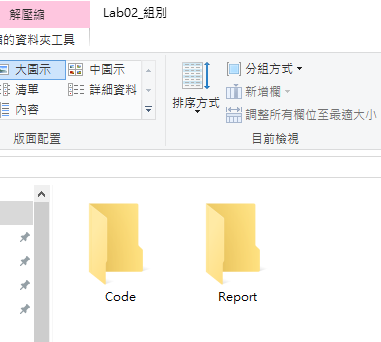 解壓縮
Lab02_組別
的資料夾工具
大圖示
中圖示
清單
詳細資料
內容
版面配置
排序方式
分組方式
新增欄
調整所有欄位至最適大小
目前檢視
Code
Report